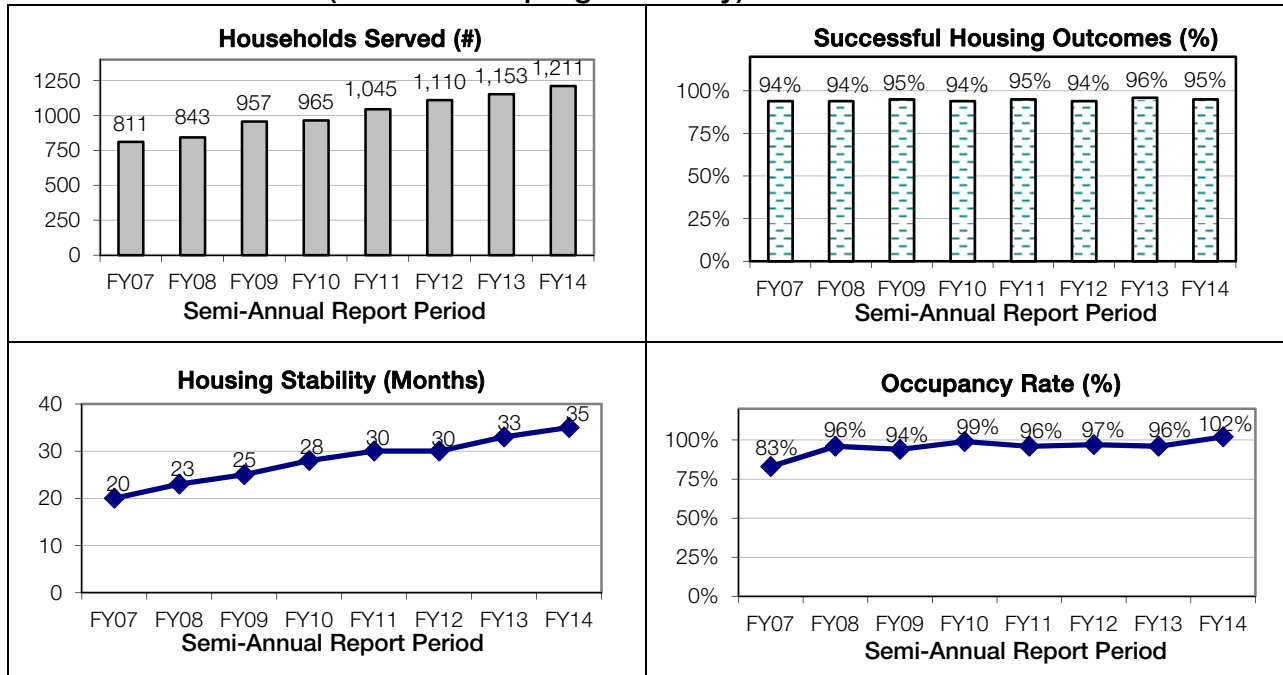 Households Served (#)
1250
1000
750
500
250
0
811
843
957
965
1,045
1,110
1,153
1,211
FY07 FY08 FY09 FY10 FY11 FY12 FY13 FY14
Semi-Annual Report Period
Successful Housing Outcomes (%)
100%
75%
50%
25%
0%
94% 94% 95% 94% 95% 94% 96% 95%
FY07 FY08 FY09 FY10 FY11 FY12 FY13 FY14
Semi-Annual Report Period
Housing Stability (Months)
40
30
20
10
0
20
23
25
28
30
30
33
35
FY07 FY08 FY09 FY10 FY11 FY12 FY13 FY14
Semi-Annual Report Period
Occupancy Rate (%)
100%
75%
50%
25%
0%
83% 96% 94% 99% 96% 97% 96% 102%
FY07 FY08 FY09 FY10 FY11 FY12 FY13 FY14
Semi-Annual Report Period